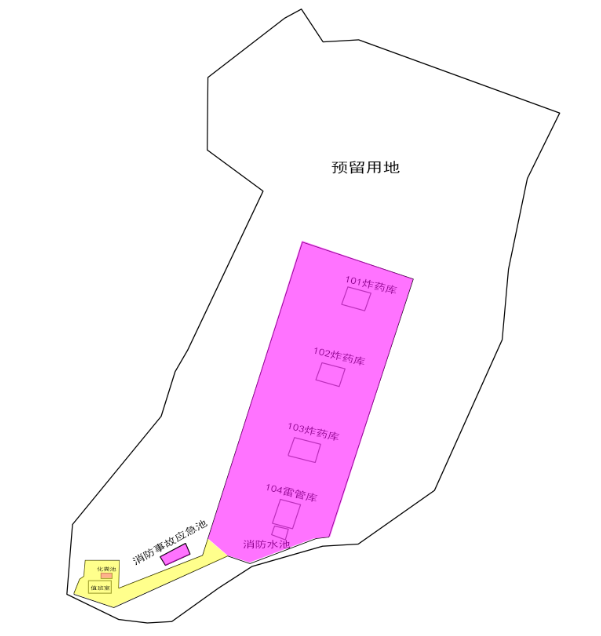 预留用地
101炸药库
102炸药库
103炸药库
104雷管库
消防水池
消防事故应急池
化粪池
值班室